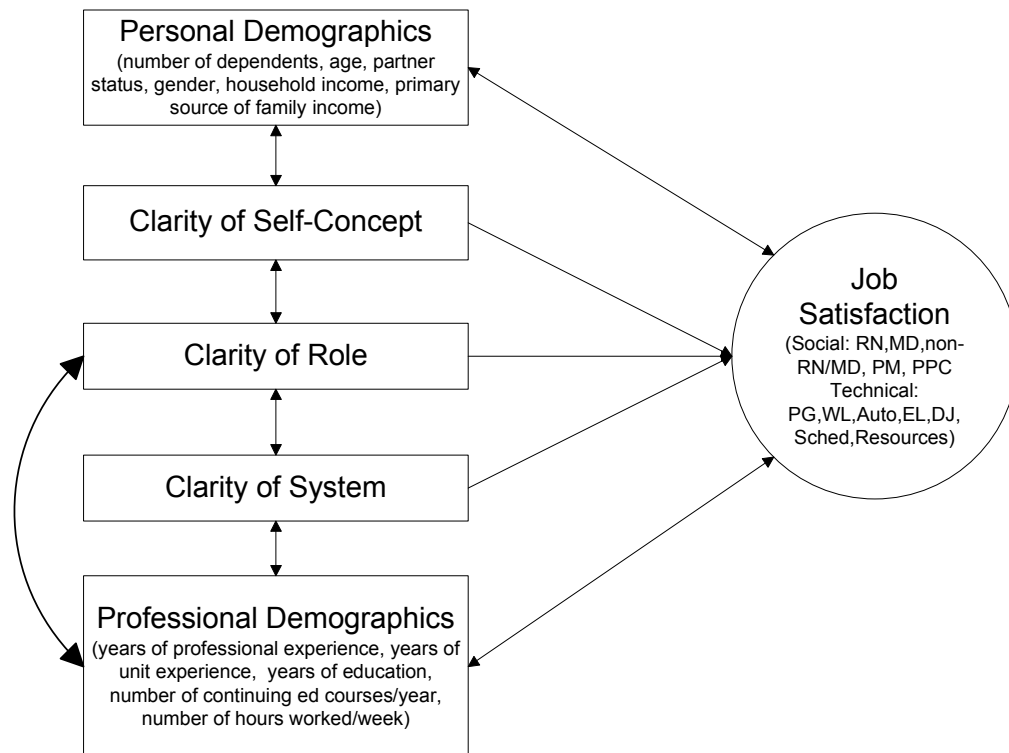 Personal Demographics
(number of dependents, age, partner
status, gender, household income, primary
source of family income)
Clarity of Self-Concept
Clarity of Role
Clarity of System
Professional Demographics
(years of professional experience, years of
unit experience,  years of education,
number of continuing ed courses/year,
number of hours worked/week)
Job
Satisfaction
(Social: RN,MD,non-
RN/MD, PM, PPC
Technical:
PG,WL,Auto,EL,DJ,
Sched,Resources)